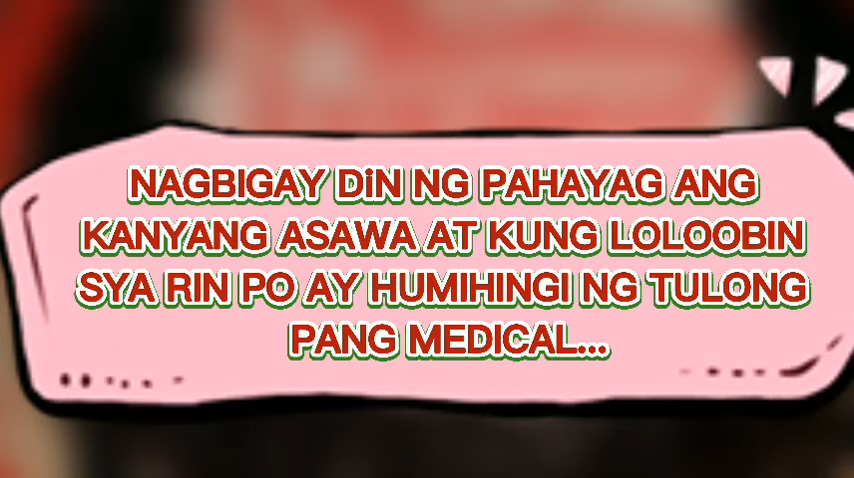 NAGBIGAY DiN NG PAHAYAG ANG
KANYANG ASAWA AT KUNG LOLOOBIN
SYA RIN PO AY HUMIHINGI NG TULONG
PANG MEDICAL...